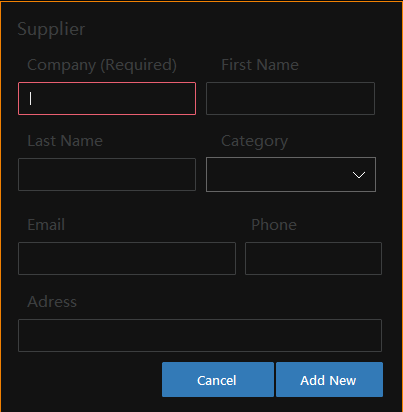 Supplier
Company (Required) First Name
Last Name Category
Email Phone
Adress
Cancel Add New